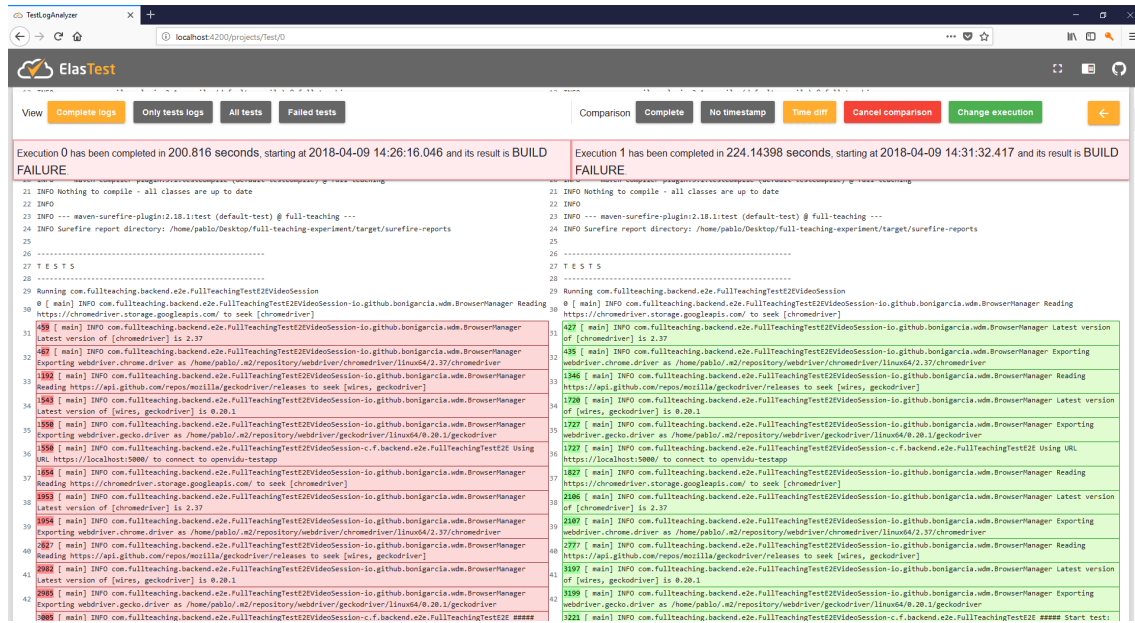 TestLogAnalyzer
localhost:4200/projects/Test/0
ElasTest
View Complete logs Only tests logs All tests Failed tests
Comparison Complete No timestamp Time diff Cancel comparison Change execution
Execution 0 has been completed in 200.816 seconds, starting at 2018-04-09 14:26:16.046 and its result is BUILD
FAILURE.
21 INFO Nothing to compile - all classes are up to date
22 INFO
23 INFO --- maven-surefire-plugin:2.18.1:test (default-test) @ full-teaching ---
24 INFO Surefire report directory: /home/pablo/Desktop/full-teaching-experiment/target/surefire-reports
25
26 -------------------------------------------------------
27 T E S T S
28 -------------------------------------------------------
29 Running com.fullteaching.backend.e2e.FullTeachingTestE2EVideoSession
30 0 [ main] INFO com.fullteaching.backend.e2e.FullTeachingTestE2EVideoSession-io.github.bonigarcia.wdm.BrowserManager Reading
https://chromedriver.storage.googleapis.com/ to seek [chromedriver]
31 459 [ main] INFO com.fullteaching.backend.e2e.FullTeachingTestE2EVideoSession-io.github.bonigarcia.wdm.BrowserManager
Latest version of [chromedriver] is 2.37
32 467 [ main] INFO com.fullteaching.backend.e2e.FullTeachingTestE2EVideoSession-io.github.bonigarcia.wdm.BrowserManager
Exporting webdriver.chrome.driver as /home/pablo/.m2/repository/webdriver/chromedriver/linux64/2.37/chromedriver
33 1192 [ main] INFO com.fullteaching.backend.e2e.FullTeachingTestE2EVideoSession-io.github.bonigarcia.wdm.BrowserManager
Reading https://api.github.com/repos/mozilla/geckodriver/releases to seek [wires, geckodriver]
34 1543 [ main] INFO com.fullteaching.backend.e2e.FullTeachingTestE2EVideoSession-io.github.bonigarcia.wdm.BrowserManager
Latest version of [wires, geckodriver] is 0.20.1
35 1550 [ main] INFO com.fullteaching.backend.e2e.FullTeachingTestE2EVideoSession-io.github.bonigarcia.wdm.BrowserManager
Exporting webdriver.gecko.driver as /home/pablo/.m2/repository/webdriver/geckodriver/linux64/0.20.1/geckodriver
36 1550 [ main] INFO com.fullteaching.backend.e2e.FullTeachingTestE2EVideoSession-c.f.backend.e2e.FullTeachingTestE2E Using
URL https://localhost:5000/ to connect to openvidu-testapp
37 1654 [ main] INFO com.fullteaching.backend.e2e.FullTeachingTestE2EVideoSession-io.github.bonigarcia.wdm.BrowserManager
Reading https://chromedriver.storage.googleapis.com/ to seek [chromedriver]
38 1953 [ main] INFO com.fullteaching.backend.e2e.FullTeachingTestE2EVideoSession-io.github.bonigarcia.wdm.BrowserManager
Latest version of [chromedriver] is 2.37
39 1954 [ main] INFO com.fullteaching.backend.e2e.FullTeachingTestE2EVideoSession-io.github.bonigarcia.wdm.BrowserManager
Exporting webdriver.chrome.driver as /home/pablo/.m2/repository/webdriver/chromedriver/linux64/2.37/chromedriver
40 2627 [ main] INFO com.fullteaching.backend.e2e.FullTeachingTestE2EVideoSession-io.github.bonigarcia.wdm.BrowserManager
Reading https://api.github.com/repos/mozilla/geckodriver/releases to seek [wires, geckodriver]
41 2982 [ main] INFO com.fullteaching.backend.e2e.FullTeachingTestE2EVideoSession-io.github.bonigarcia.wdm.BrowserManager
Latest version of [wires, geckodriver] is 0.20.1
42 2985 [ main] INFO com.fullteaching.backend.e2e.FullTeachingTestE2EVideoSession-io.github.bonigarcia.wdm.BrowserManager
Exporting webdriver.gecko.driver as /home/pablo/.m2/repository/webdriver/geckodriver/linux64/0.20.1/geckodriver
3005 [ main] INFO com.fullteaching.backend.e2e.FullTeachingTestE2EVideoSession-c.f.backend.e2e.FullTeachingTestE2E #####
Execution 1 has been completed in 224.14398 seconds, starting at 2018-04-09 14:31:32.417 and its result is BUILD
FAILURE.
21 INFO Nothing to compile - all classes are up to date
22 INFO
23 INFO --- maven-surefire-plugin:2.18.1:test (default-test) @ full-teaching ---
24 INFO Surefire report directory: /home/pablo/Desktop/full-teaching-experiment/target/surefire-reports
25
26 -------------------------------------------------------
27 T E S T S
28 -------------------------------------------------------
29 Running com.fullteaching.backend.e2e.FullTeachingTestE2EVideoSession
30 0 [ main] INFO com.fullteaching.backend.e2e.FullTeachingTestE2EVideoSession-io.github.bonigarcia.wdm.BrowserManager Reading
https://chromedriver.storage.googleapis.com/ to seek [chromedriver]
31 427 [ main] INFO com.fullteaching.backend.e2e.FullTeachingTestE2EVideoSession-io.github.bonigarcia.wdm.BrowserManager Latest version
of [chromedriver] is 2.37
32 435 [ main] INFO com.fullteaching.backend.e2e.FullTeachingTestE2EVideoSession-io.github.bonigarcia.wdm.BrowserManager Exporting
webdriver.chrome.driver as /home/pablo/.m2/repository/webdriver/chromedriver/linux64/2.37/chromedriver
33 1346 [ main] INFO com.fullteaching.backend.e2e.FullTeachingTestE2EVideoSession-io.github.bonigarcia.wdm.BrowserManager Reading
https://api.github.com/repos/mozilla/geckodriver/releases to seek [wires, geckodriver]
34 1720 [ main] INFO com.fullteaching.backend.e2e.FullTeachingTestE2EVideoSession-io.github.bonigarcia.wdm.BrowserManager Latest version
of [wires, geckodriver] is 0.20.1
35 1727 [ main] INFO com.fullteaching.backend.e2e.FullTeachingTestE2EVideoSession-io.github.bonigarcia.wdm.BrowserManager Exporting
webdriver.gecko.driver as /home/pablo/.m2/repository/webdriver/geckodriver/linux64/0.20.1/geckodriver
36 1727 [ main] INFO com.fullteaching.backend.e2e.FullTeachingTestE2EVideoSession-c.f.backend.e2e.FullTeachingTestE2E Using URL
https://localhost:5000/ to connect to openvidu-testapp
37 1827 [ main] INFO com.fullteaching.backend.e2e.FullTeachingTestE2EVideoSession-io.github.bonigarcia.wdm.BrowserManager Reading
https://chromedriver.storage.googleapis.com/ to seek [chromedriver]
38 2106 [ main] INFO com.fullteaching.backend.e2e.FullTeachingTestE2EVideoSession-io.github.bonigarcia.wdm.BrowserManager Latest version
of [chromedriver] is 2.37
39 2107 [ main] INFO com.fullteaching.backend.e2e.FullTeachingTestE2EVideoSession-io.github.bonigarcia.wdm.BrowserManager Exporting
webdriver.chrome.driver as /home/pablo/.m2/repository/webdriver/chromedriver/linux64/2.37/chromedriver
40 2777 [ main] INFO com.fullteaching.backend.e2e.FullTeachingTestE2EVideoSession-io.github.bonigarcia.wdm.BrowserManager Reading
https://api.github.com/repos/mozilla/geckodriver/releases to seek [wires, geckodriver]
41 3197 [ main] INFO com.fullteaching.backend.e2e.FullTeachingTestE2EVideoSession-io.github.bonigarcia.wdm.BrowserManager Latest version
of [wires, geckodriver] is 0.20.1
42 3199 [ main] INFO com.fullteaching.backend.e2e.FullTeachingTestE2EVideoSession-io.github.bonigarcia.wdm.BrowserManager Exporting
webdriver.gecko.driver as /home/pablo/.m2/repository/webdriver/geckodriver/linux64/0.20.1/geckodriver
3221 [ main] INFO com.fullteaching.backend.e2e.FullTeachingTestE2EVideoSession-c.f.backend.e2e.FullTeachingTestE2E ##### Start test: